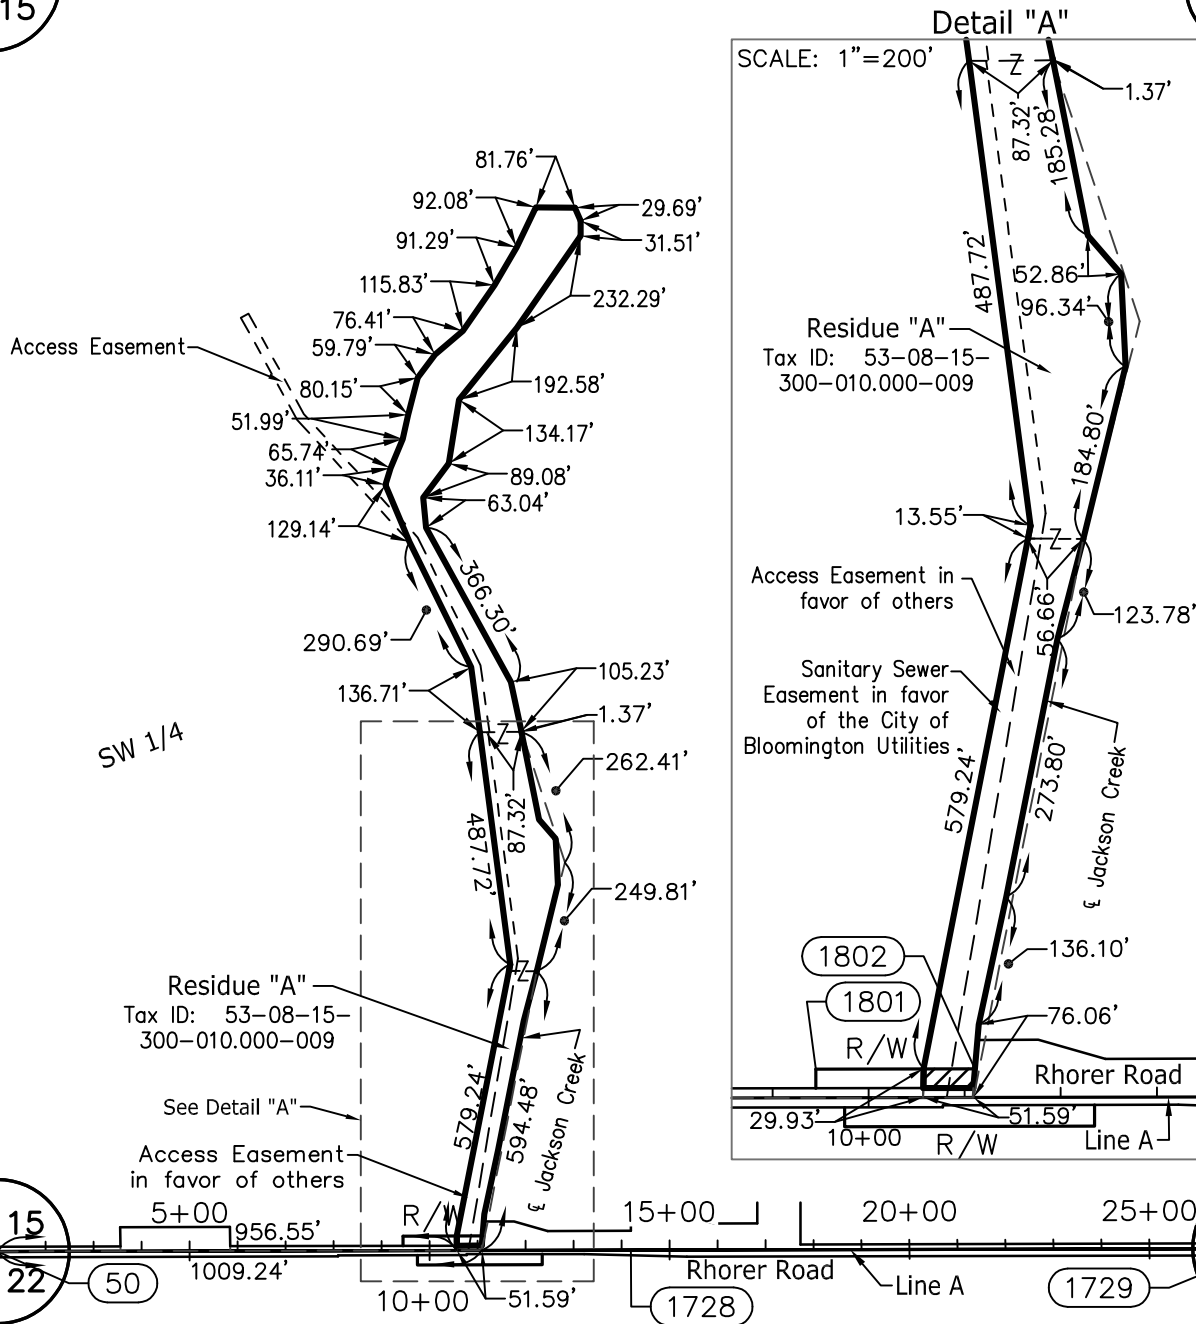 15
Detail "A"
SCALE: 1"=200'
Z
1.37'
87.32'
185.28'
487.72'
52.86'
96.34'
Residue "A"
Tax ID: 53-08-15-
300-010.000-009
184.80'
13.55'
Z
Access Easement in
favor of others
56.66'
123.78'
Sanitary Sewer
Easement in favor
of the City of
Bloomington Utilities
579.24'
273.80'
℄ Jackson Creek
1802
136.10'
1801
76.06'
R/W
Rhorer Road
29.93'
51.59'
10+00
R/W
Line A
81.76'
92.08'
29.69'
91.29'
31.51'
115.83'
232.29'
76.41'
Access Easement
59.79'
80.15'
192.58'
51.99'
134.17'
65.74'
36.11'
89.08'
63.04'
129.14'
366.30'
290.69'
105.23'
136.71'
1.37'
SW 1/4
Z
262.41'
87.32'
487.72'
249.81'
Z
Residue "A"
Tax ID: 53-08-15-
300-010.000-009
See Detail "A"
579.24'
594.48'
℄ Jackson Creek
Access Easement
in favor of others
15
5+00
956.55'
R/W
15+00
20+00
25+00
22
50
1009.24'
10+00
51.59'
Rhorer Road
1728
Line A
1729